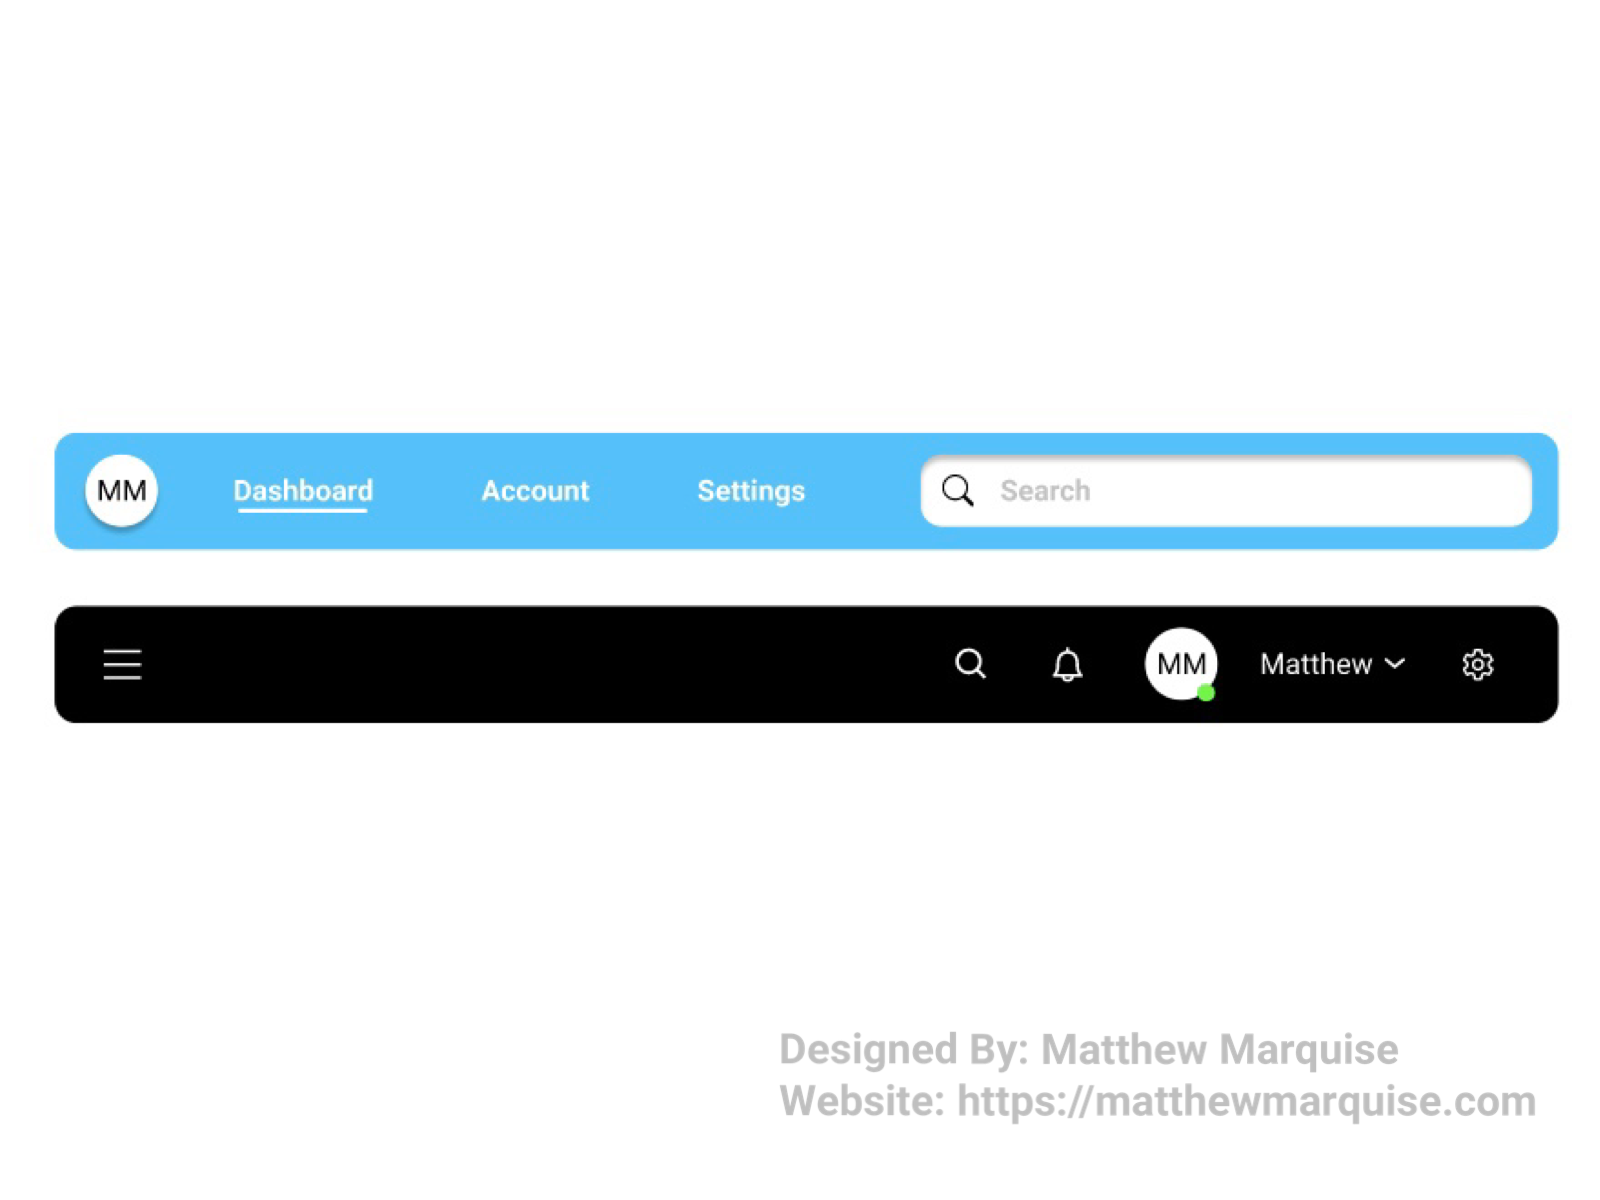 MM Dashboard Account Settings Search
MM Matthew
Designed By: Matthew Marquise
Website: https://matthewmarquise.com